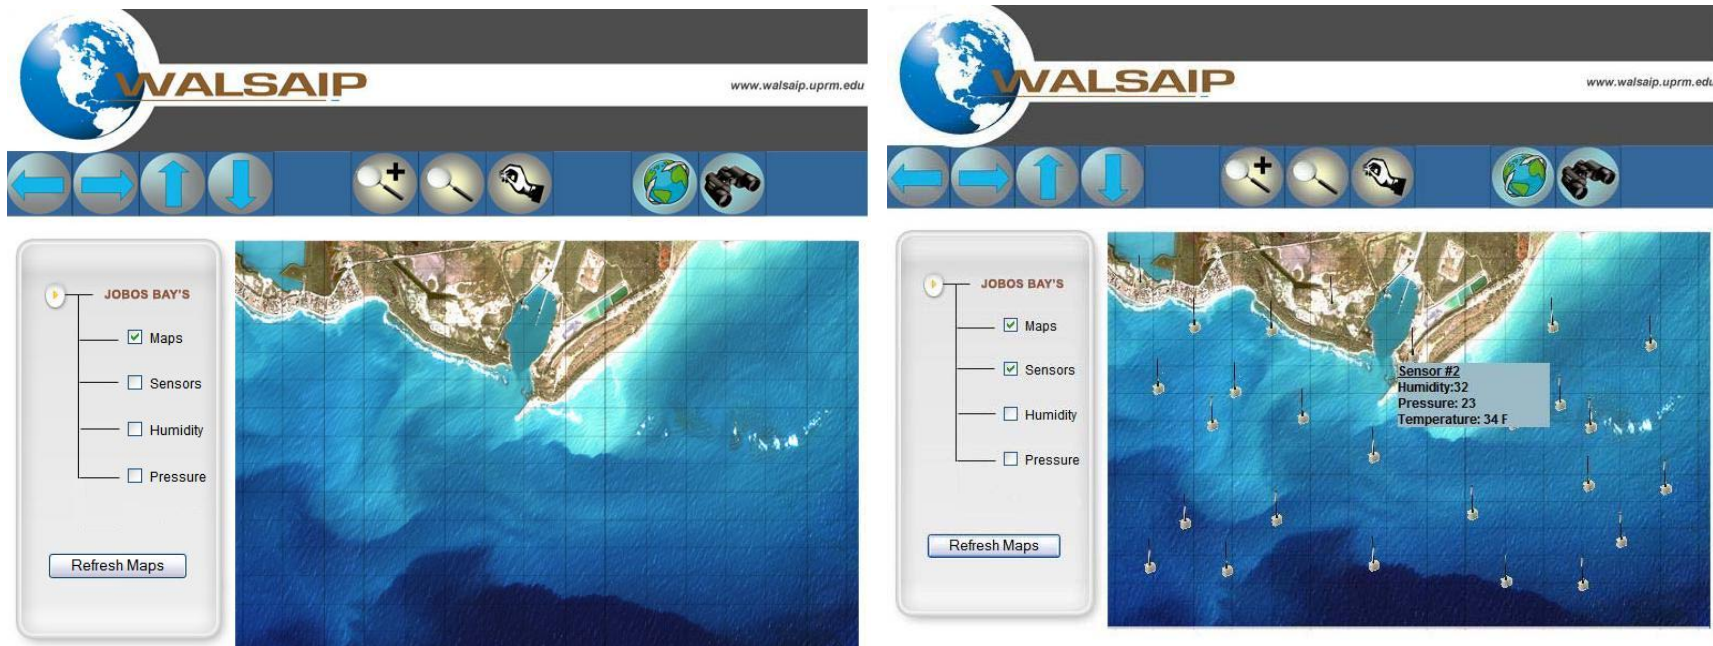 WALSAIP
www.walsaip.uprm.edu
JOBOS BAY'S
Maps
Sensors
Humidity
Pressure
Refresh Maps
WALSAIP
www.walsaip.uprm.edu
JOBOS BAY'S
Maps
Sensors
Humidity
Pressure
Refresh Maps
Sensor #2
Humidity:32
Pressure: 23
Temperature: 34 F